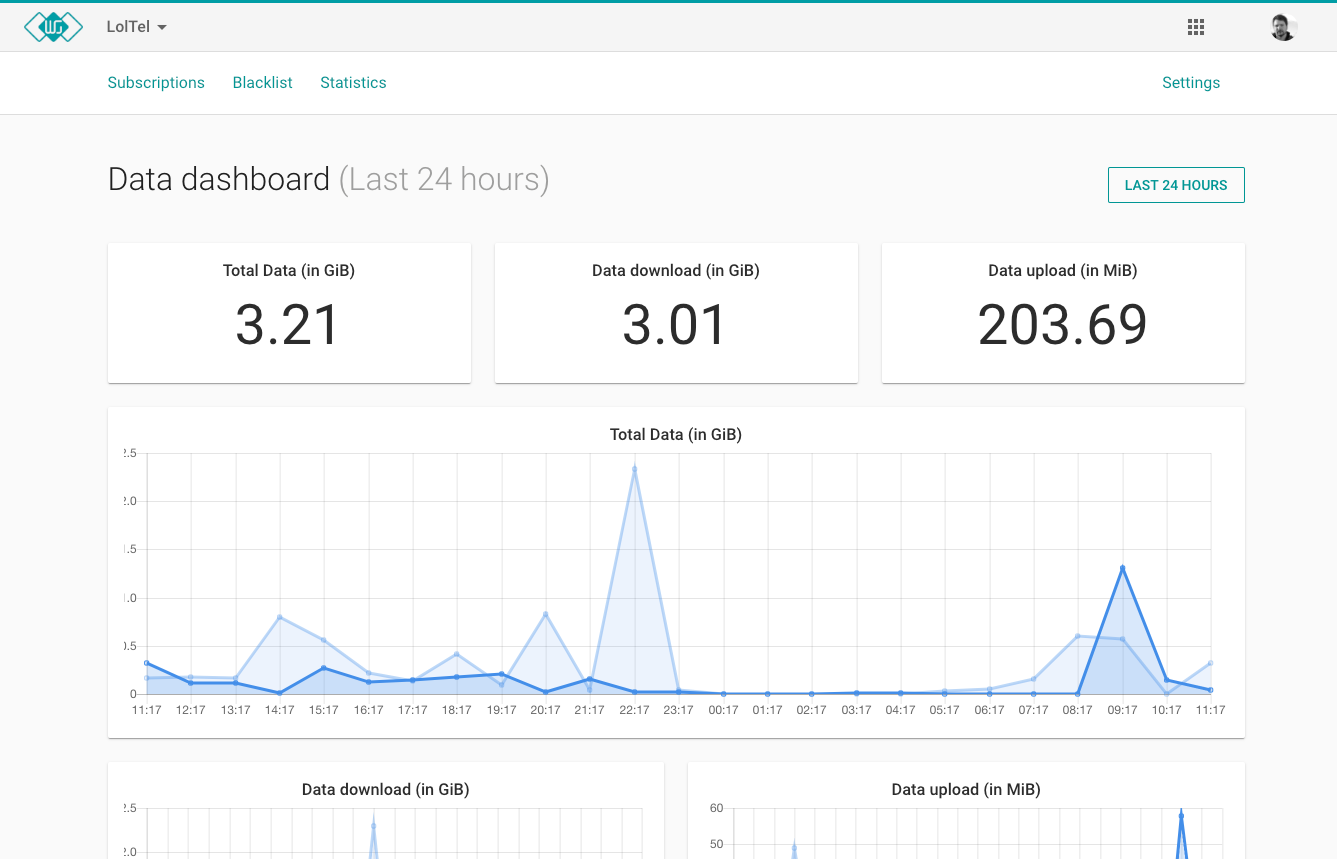 LolTel
Subscriptions Blacklist Statistics Settings
Data dashboard (Last 24 hours)
LAST 24 HOURS
Total Data (in GiB)
3.21
Data download (in GiB)
3.01
Data upload (in MiB)
203.69
Total Data (in GiB)
2.5
2.0
1.5
1.0
0.5
0
11:17 12:17 13:17 14:17 15:17 16:17 17:17 18:17 19:17 20:17 21:17 22:17 23:17 00:17 01:17 02:17 03:17 04:17 05:17 06:17 07:17 08:17 09:17 10:17 11:17
Data download (in GiB)
2.5
2.0
Data upload (in MiB)
60
50